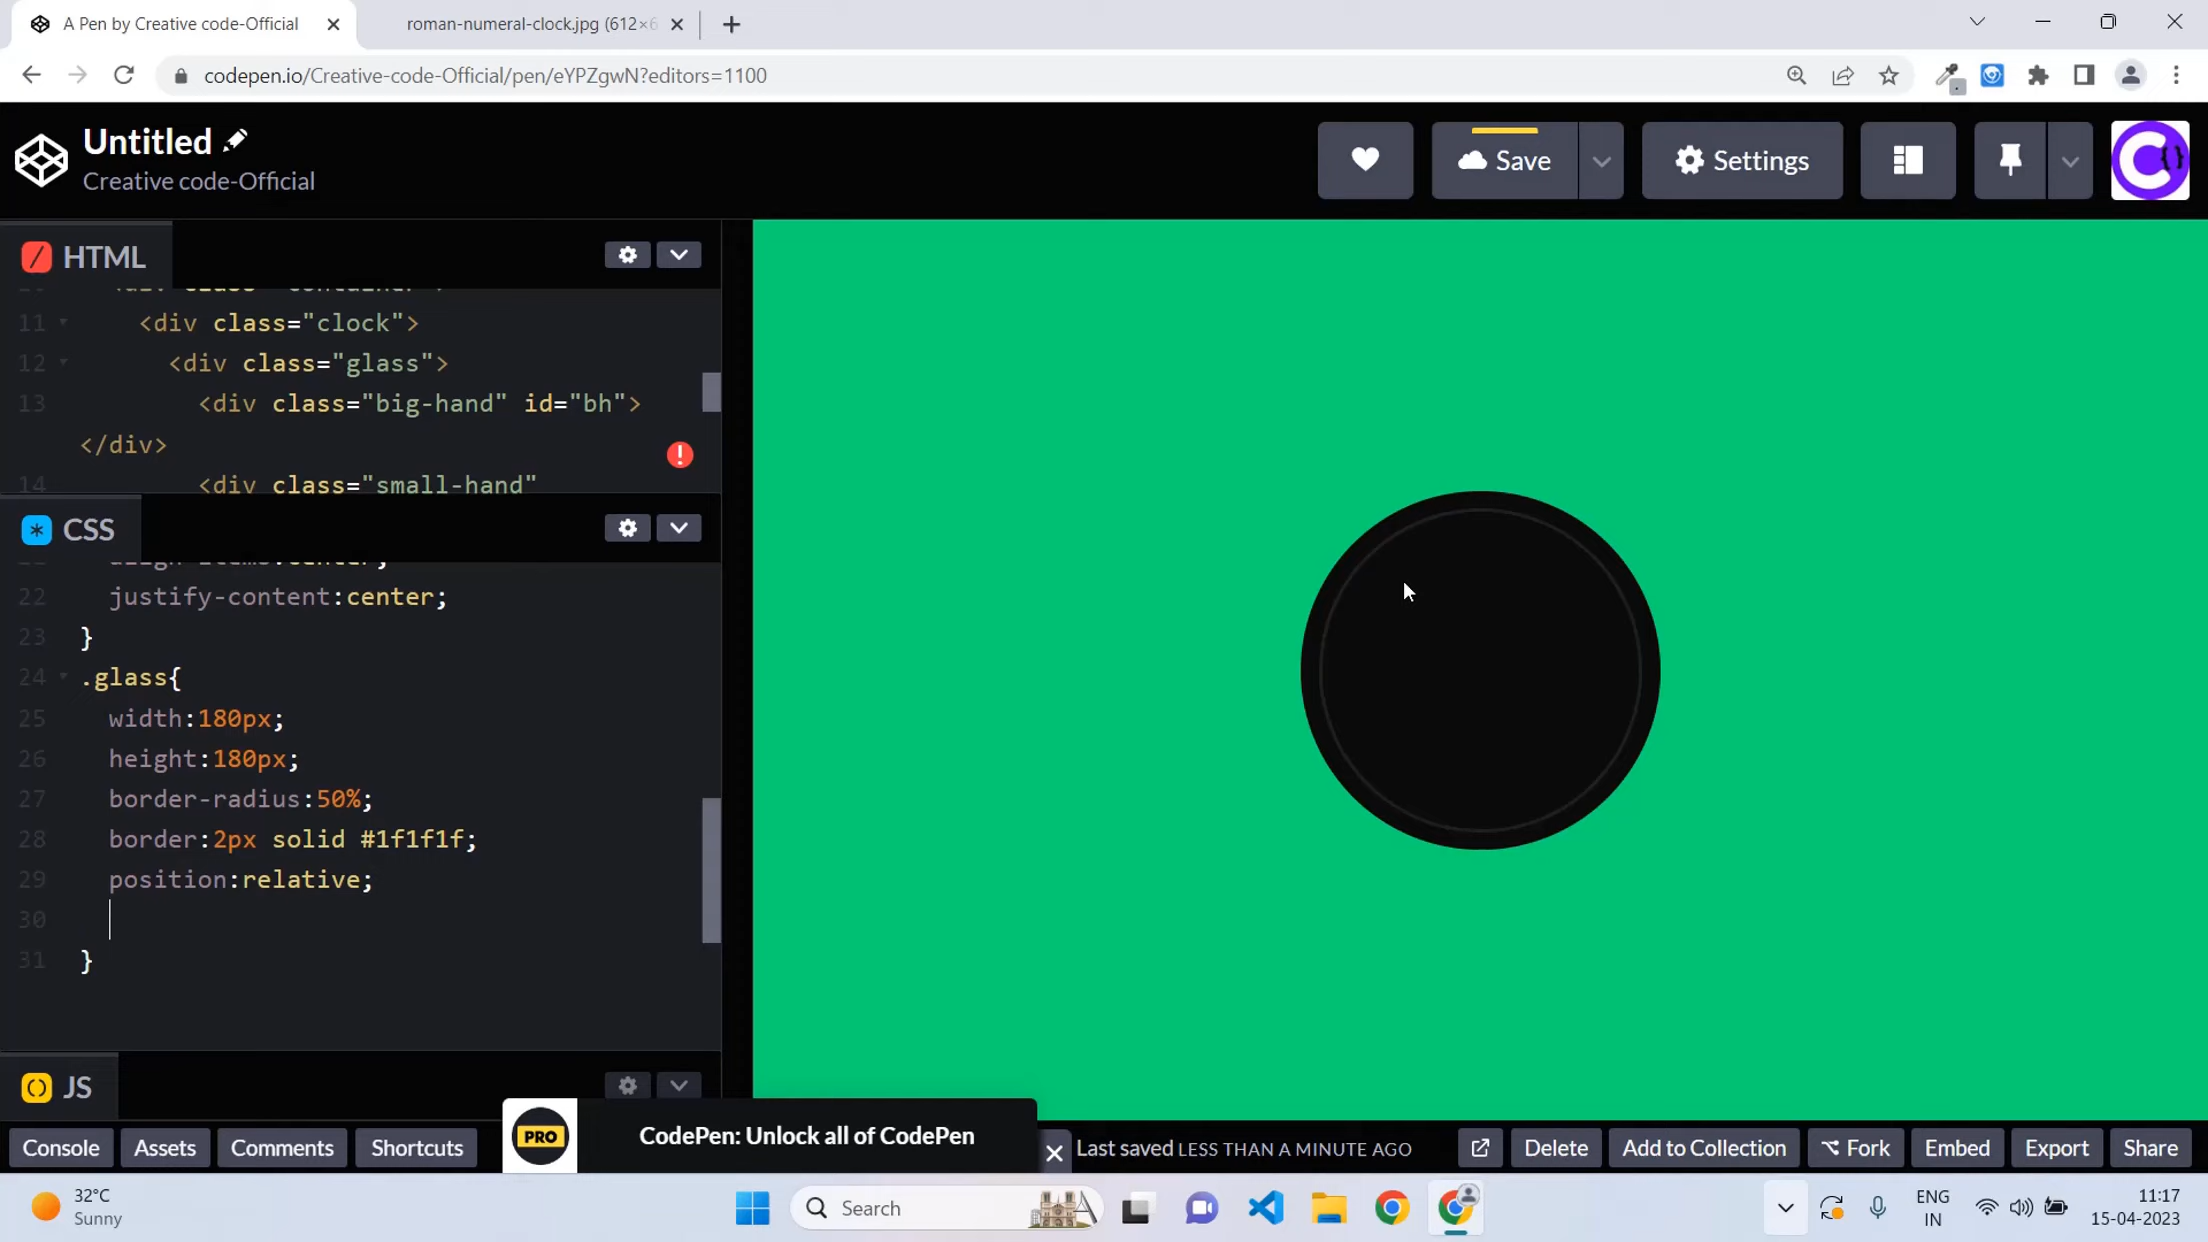 A Pen by Creative code-Official
roman-numeral-clock.jpg (612×6
codepen.io/Creative-code-Official/pen/eYPZgwN?editors=1100
Untitled
Creative code-Official
Save
Settings
HTML
11 <div class="clock">
12 <div class="glass">
13 <div class="big-hand" id="bh">
</div>
14 <div class="small-hand"
CSS
22 justify-content:center;
23 }
24 .glass{
25 width:180px;
26 height:180px;
27 border-radius:50%;
28 border:2px solid #1f1f1f;
29 position:relative;
30
31 }
JS
PRO
CodePen: Unlock all of CodePen
Console
Assets
Comments
Shortcuts
Last saved LESS THAN A MINUTE AGO
Delete
Add to Collection
Fork
Embed
Export
Share
32°C
Sunny
Search
ENG
IN
11:17
15-04-2023